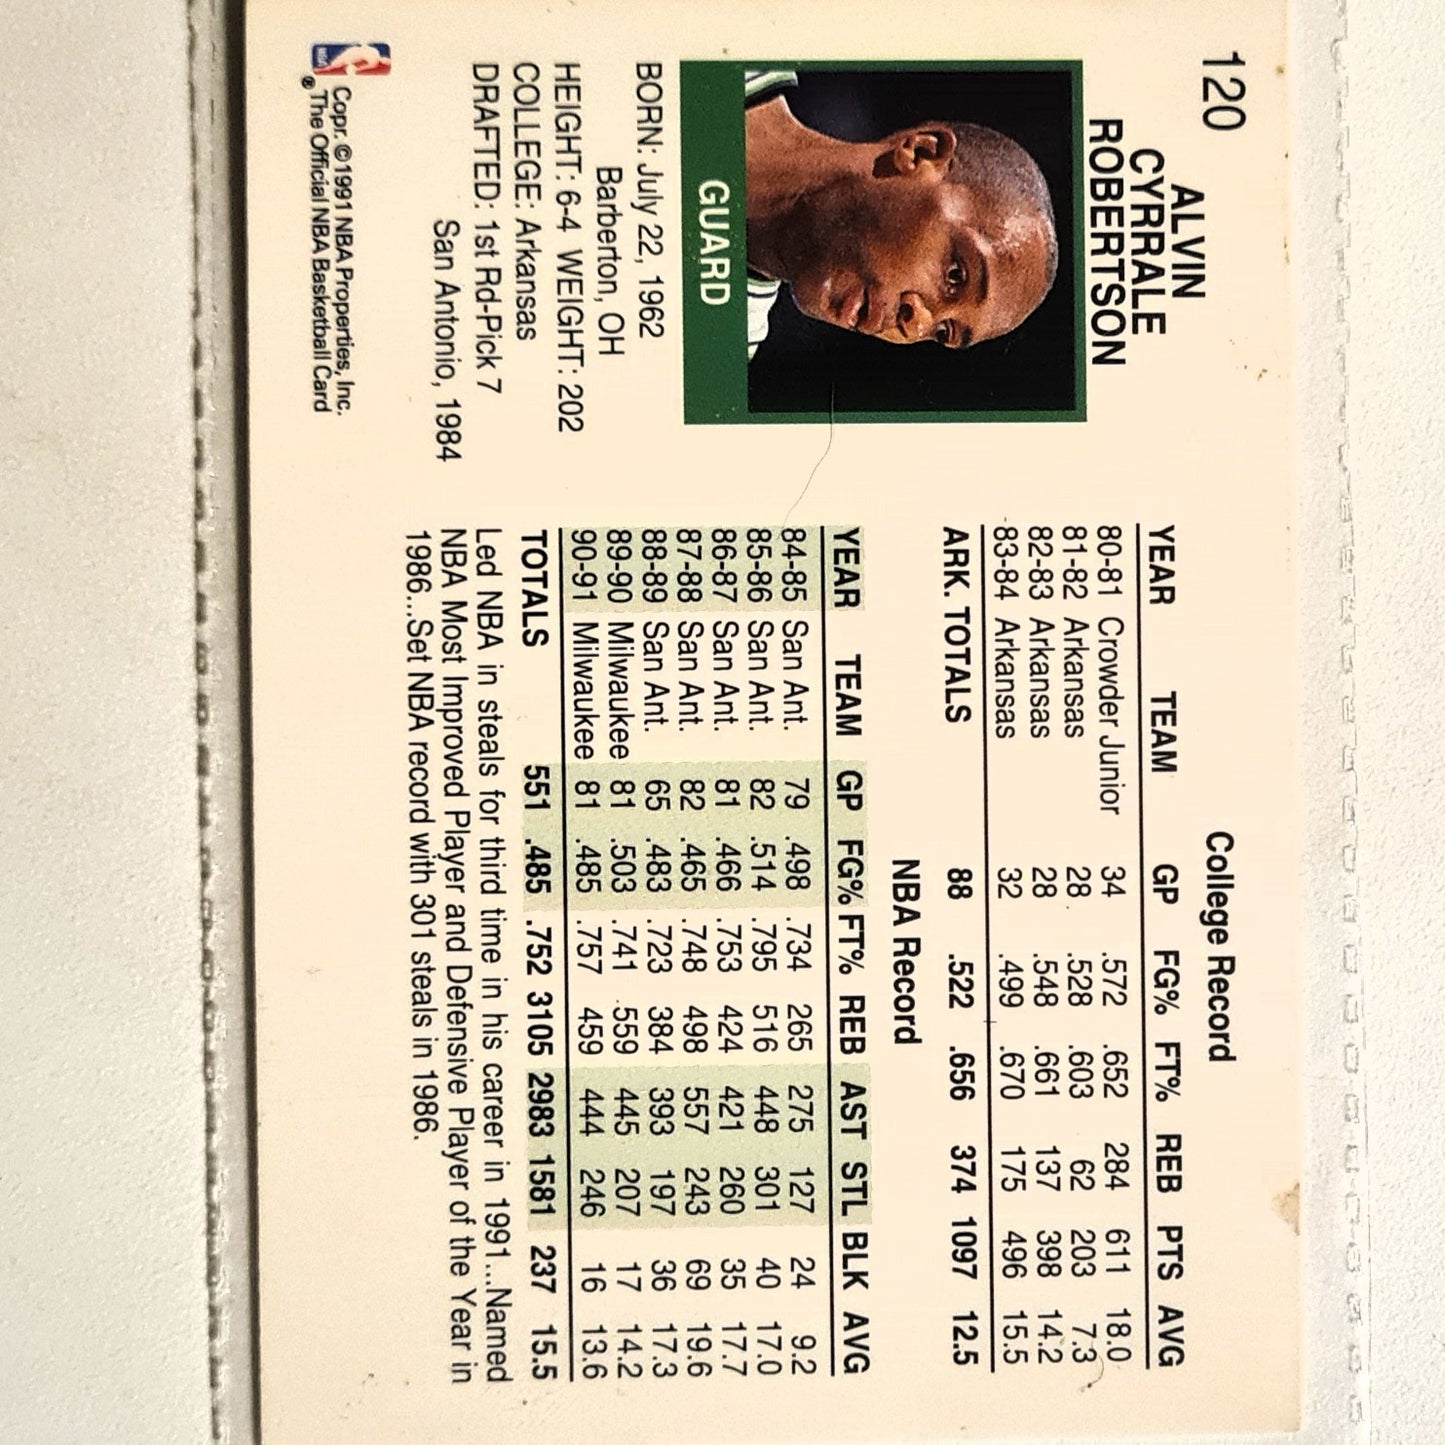 120
ALVIN
CYRRALE
ROBERTSON
GUARD
BORN: July 22, 1962
Barberton, OH
HEIGHT: 6-4 WEIGHT: 202
COLLEGE: Arkansas
DRAFTED: 1st Rd-Pick 7
San Antonio, 1984
NBA
Copr. © 1991 NBA Properties, Inc.
® The Official NBA Basketball Card
College Record
YEAR TEAM GP FG% FT% REB PTS AVG
80-81 Crowder Junior 34 .572 .652 284 611 18.0
81-82 Arkansas 28 .528 .603 62 203 7.3
82-83 Arkansas 28 .548 .661 137 398 14.2
83-84 Arkansas 32 .499 .670 175 496 15.5
ARK. TOTALS 88 .522 .656 374 1097 12.5
NBA Record
YEAR TEAM GP FG% FT% REB AST STL BLK AVG
84-85 San Ant. 79 .498 .734 265 275 127 24 9.2
85-86 San Ant. 82 .514 .795 516 448 301 40 17.0
86-87 San Ant. 81 .466 .753 424 421 260 35 17.7
87-88 San Ant. 82 .465 .748 498 557 243 69 19.6
88-89 San Ant. 65 .483 .723 384 393 197 36 17.3
89-90 Milwaukee 81 .503 .741 559 445 207 17 14.2
90-91 Milwaukee 81 .485 .757 459 444 246 16 13.6
TOTALS 551 .485 .752 3105 2983 1581 237 15.5
Led NBA in steals for third time in his career in 1991...Named
NBA Most Improved Player and Defensive Player of the Year in
1986...Set NBA record with 301 steals in 1986.